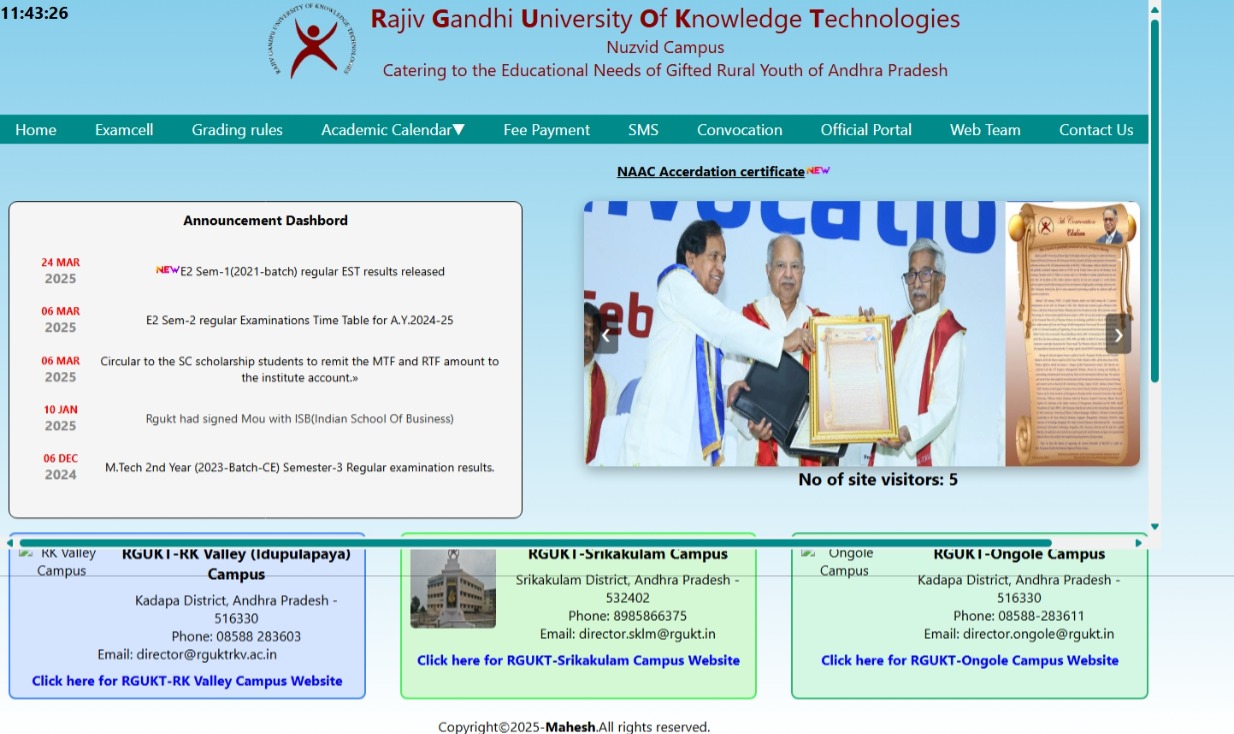 11:43:26
RAJIV GANDHI UNIVERSITY OF KNOWLEDGE TECHNOLOGIES
Rajiv Gandhi University Of Knowledge Technologies
Nuzvid Campus
Catering to the Educational Needs of Gifted Rural Youth of Andhra Pradesh
Home Examcell Grading rules Academic Calendar▼ Fee Payment SMS Convocation Official Portal Web Team Contact Us
NAAC Accerdation certificate NEW
Announcement Dashbord
24 MAR
2025
NEW E2 Sem-1(2021-batch) regular EST results released
06 MAR
2025
E2 Sem-2 regular Examinations Time Table for A.Y.2024-25
06 MAR
2025
Circular to the SC scholarship students to remit the MTF and RTF amount to
the institute account.»
10 JAN
2025
Rgukt had signed Mou with ISB(Indian School Of Business)
06 DEC
2024
M.Tech 2nd Year (2023-Batch-CE) Semester-3 Regular examination results.
eb
5th Convocation
Citation
❮ ❯
No of site visitors: 5
RK Valley
Campus
RGUKT-RK Valley (Idupulapaya)
Campus
Kadapa District, Andhra Pradesh -
516330
Phone: 08588 283603
Email: director@rguktrkv.ac.in
Click here for RGUKT-RK Valley Campus Website
RGUKT-Srikakulam Campus
Srikakulam District, Andhra Pradesh -
532402
Phone: 8985866375
Email: director.sklm@rgukt.in
Click here for RGUKT-Srikakulam Campus Website
Ongole
Campus
RGUKT-Ongole Campus
Kadapa District, Andhra Pradesh -
516330
Phone: 08588-283611
Email: director.ongole@rgukt.in
Click here for RGUKT-Ongole Campus Website
Copyright©2025-Mahesh.All rights reserved.